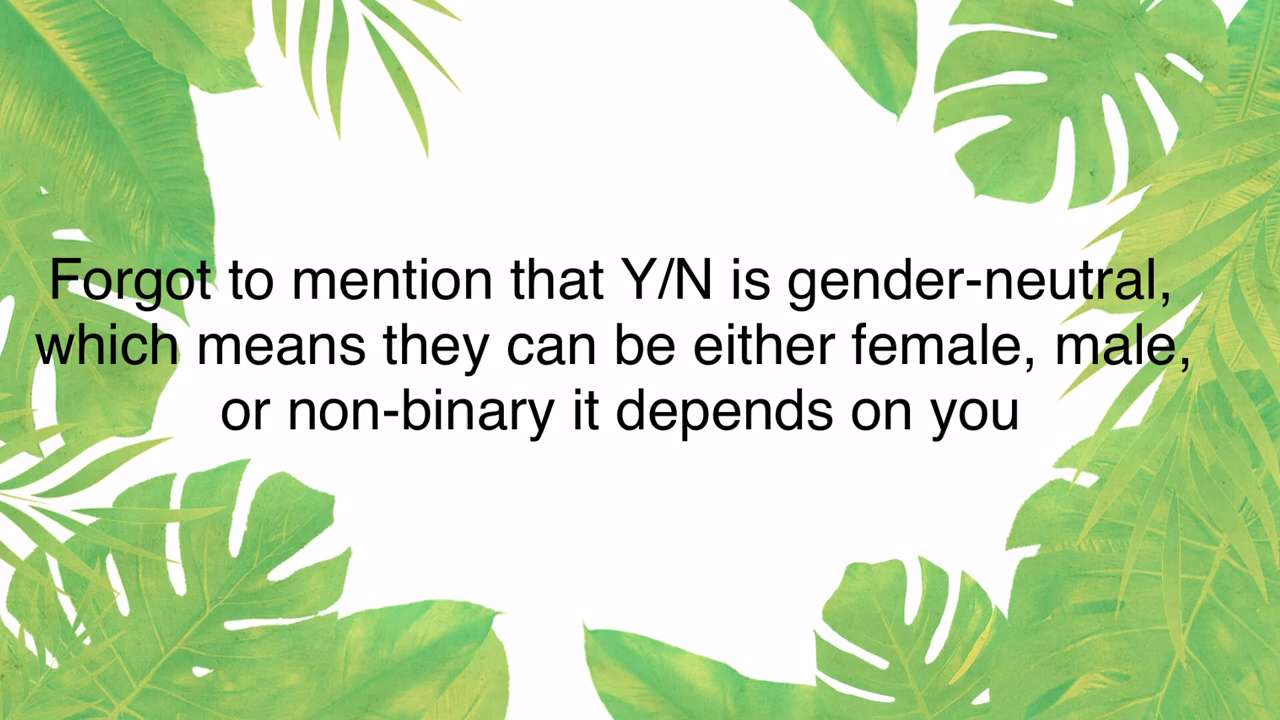 Forgot to mention that Y/N is gender-neutral,
which means they can be either female, male,
or non-binary it depends on you